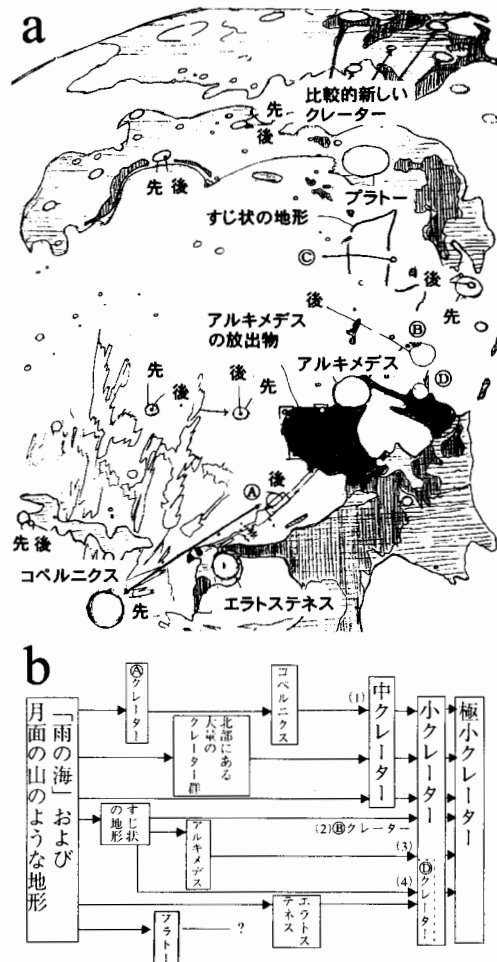 a
比較的新しい
クレーター
先
後
先 後
プラトー
すじ状の地形
Ⓒ
後
先
後
アルキメデス
の放出物
Ⓑ
アルキメデス
Ⓓ
先
後
後
先
Ⓐ
後
先 後
コペルニクス
先
エラトステネス
b
「雨の海」および
月面の山のような地形
Ⓐクレーター
コペルニクス
(1)
中クレーター
小クレーター
極小クレーター
北部にある
大量の
クレーター群
すじ状
の地形
(2)Ⓑクレーター
アルキメデス
(3)
(4)
Ⓓクレーター
エラトス
テネス
プラトー
?